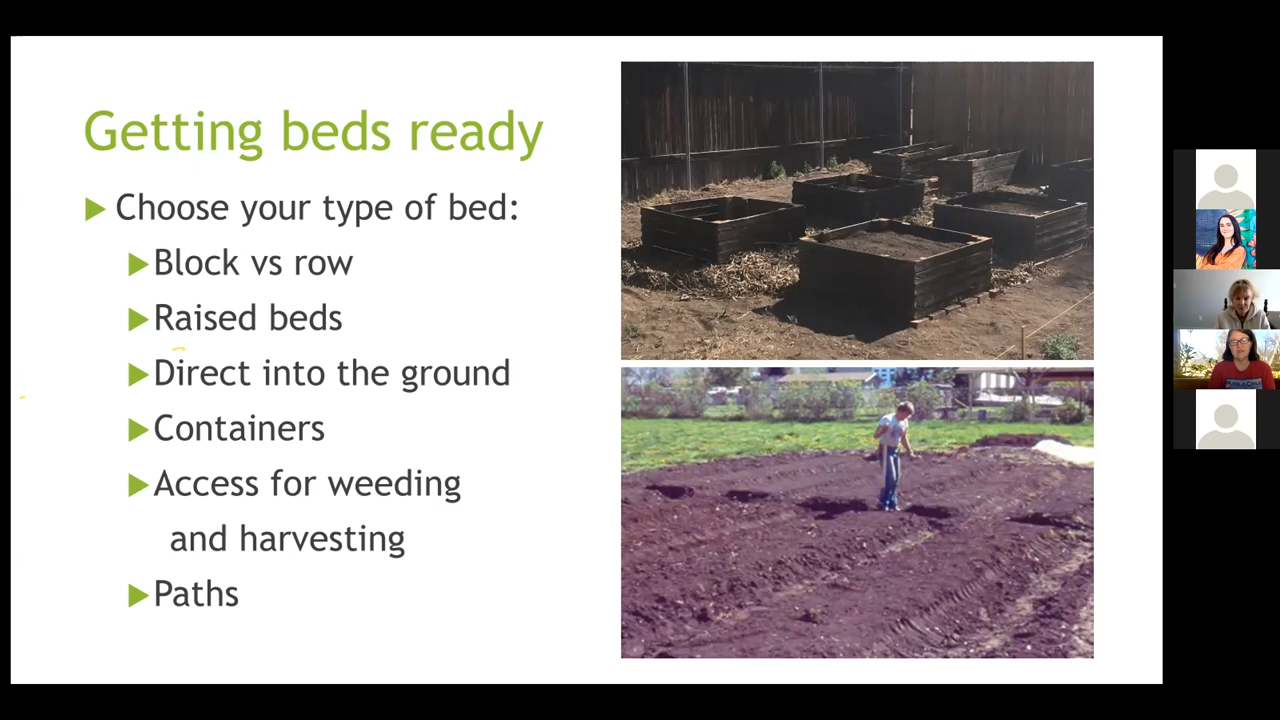 Getting beds ready
Choose your type of bed:
Block vs row
Raised beds
Direct into the ground
Containers
Access for weeding
and harvesting
Paths